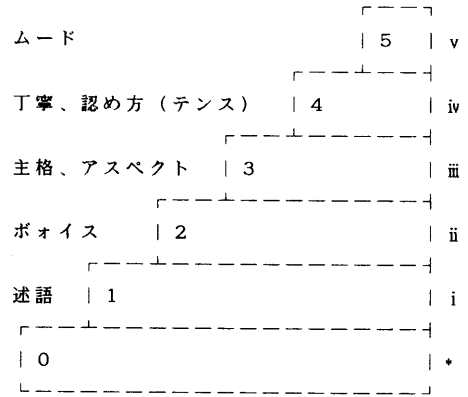 ムード 5 ⅴ
丁寧、認め方（テンス） 4 ⅳ
主格、アスペクト 3 ⅲ
ボォイス 2 ⅱ
述語 1 ⅰ
0 *